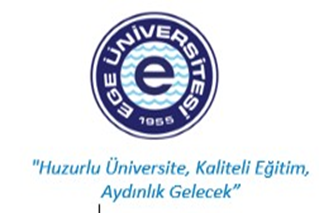 EGE ÜNİVERSİTESİ
e
1955
"Huzurlu Üniversite, Kaliteli Eğitim,
Aydınlık Gelecek”